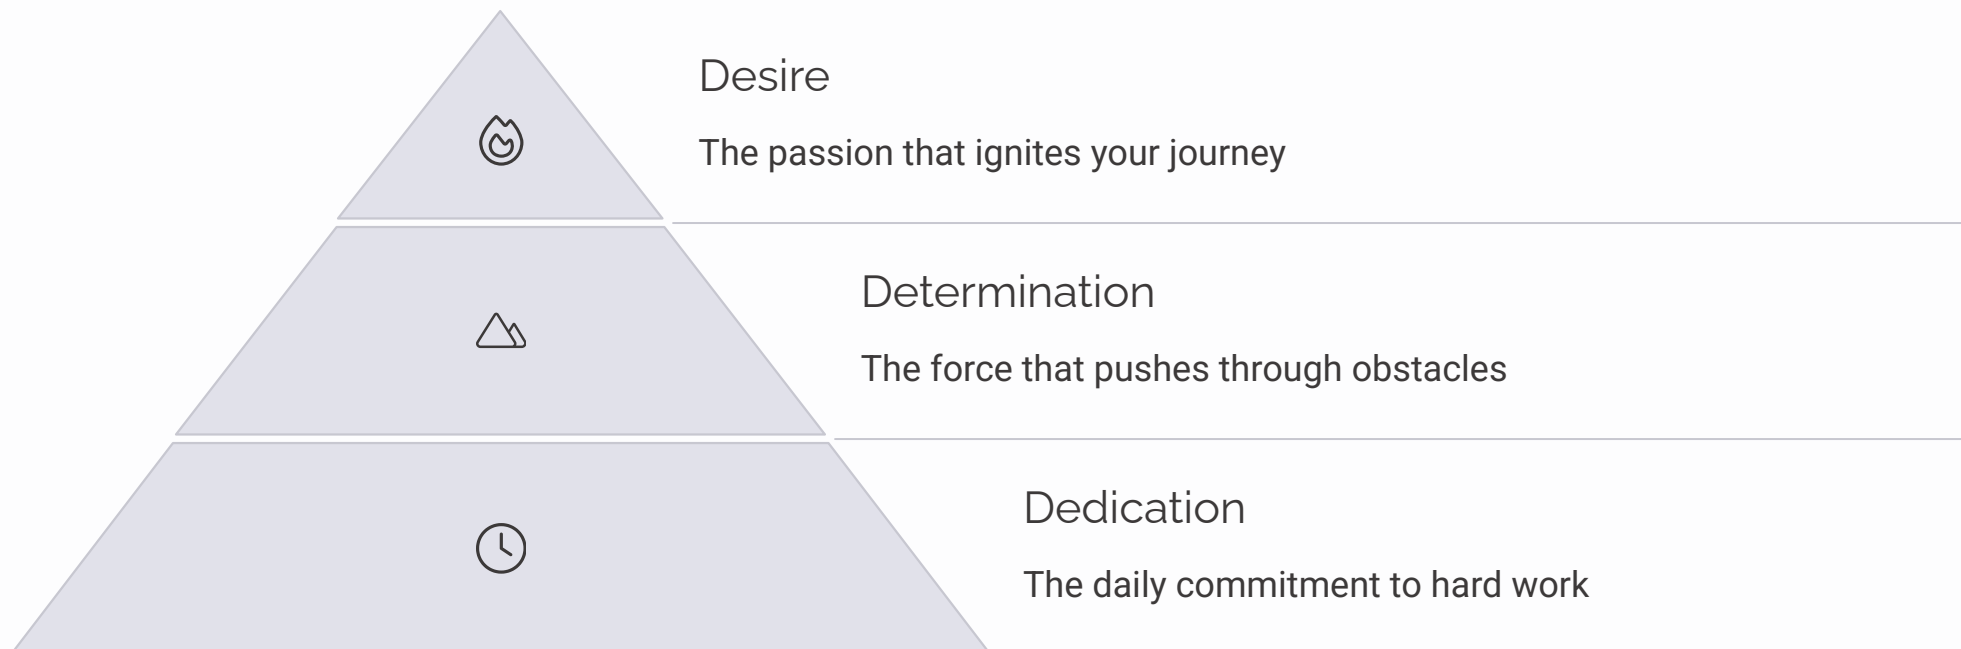 Desire
The passion that ignites your journey
Determination
The force that pushes through obstacles
Dedication
The daily commitment to hard work